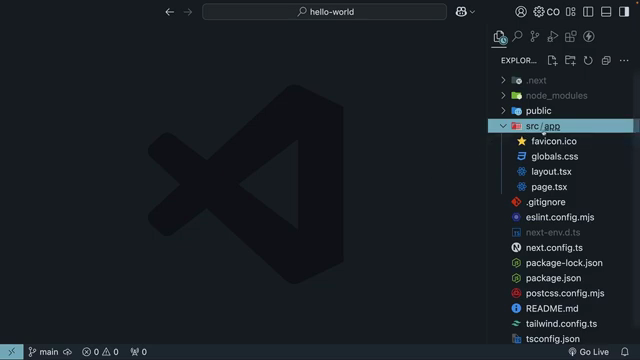 hello-world
CO
EXPLOR...
.next
node_modules
public
src/app
favicon.ico
globals.css
layout.tsx
page.tsx
.gitignore
eslint.config.mjs
next-env.d.ts
next.config.ts
package-lock.json
package.json
postcss.config.mjs
README.md
tailwind.config.ts
tsconfig.json
main 0 0 0 Go Live